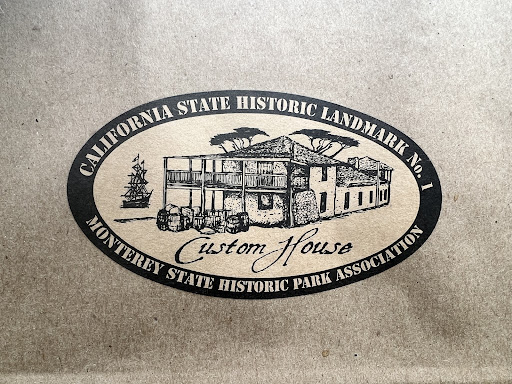 CALIFORNIA STATE HISTORIC LANDMARK No. 1
Custom House
MONTEREY STATE HISTORIC PARK ASSOCIATION